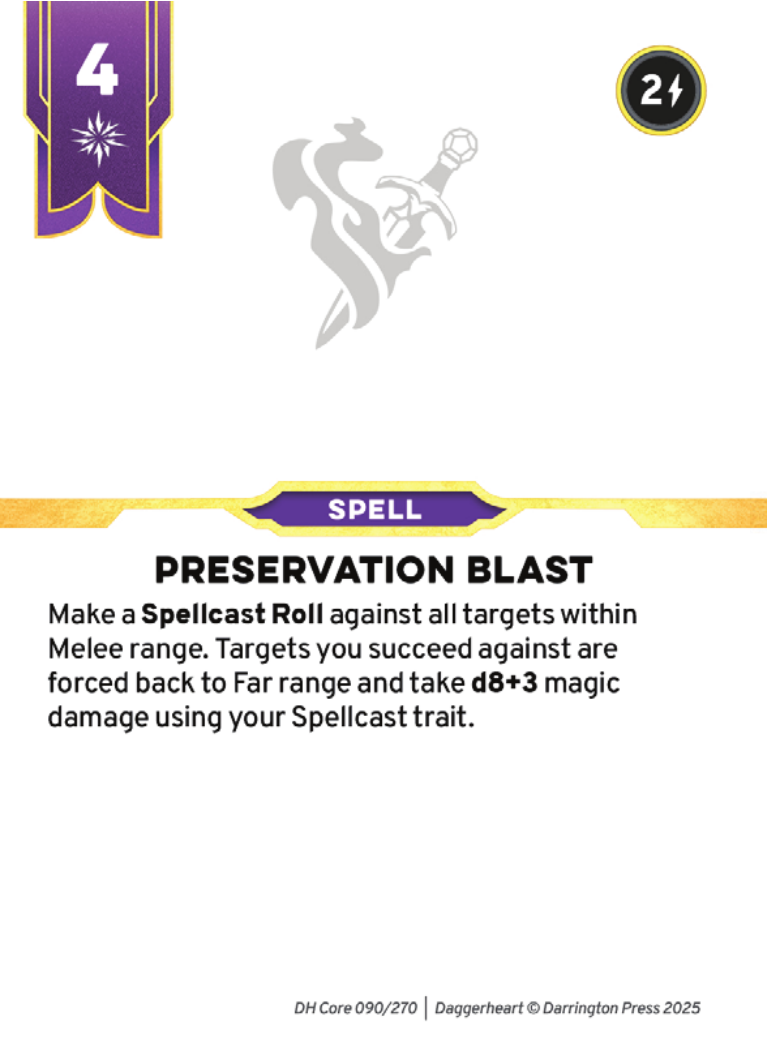 4
2
SPELL
PRESERVATION BLAST
Make a Spellcast Roll against all targets within
Melee range. Targets you succeed against are
forced back to Far range and take d8+3 magic
damage using your Spellcast trait.
DH Core 090/270 | Daggerheart © Darrington Press 2025